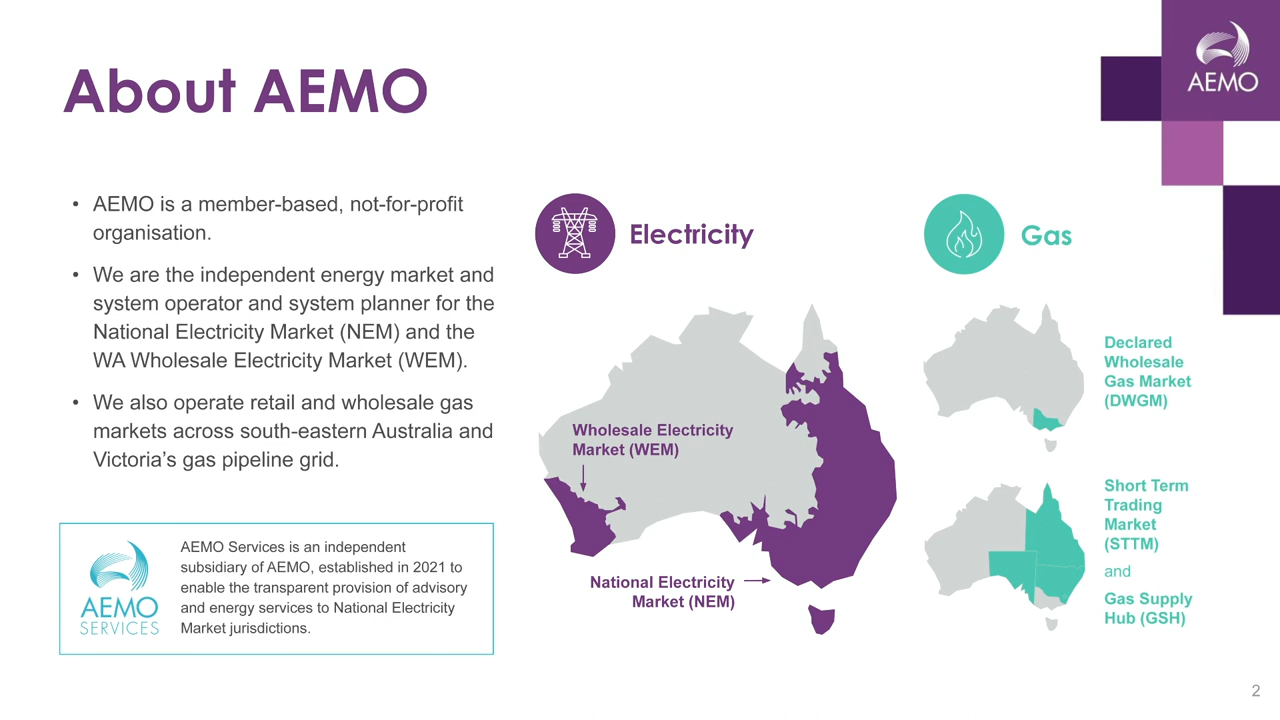 About AEMO
AEMO
• AEMO is a member-based, not-for-profit
organisation.
• We are the independent energy market and
system operator and system planner for the
National Electricity Market (NEM) and the
WA Wholesale Electricity Market (WEM).
• We also operate retail and wholesale gas
markets across south-eastern Australia and
Victoria’s gas pipeline grid.
AEMO
SERVICES
AEMO Services is an independent
subsidiary of AEMO, established in 2021 to
enable the transparent provision of advisory
and energy services to National Electricity
Market jurisdictions.
Electricity
Wholesale Electricity
Market (WEM)
National Electricity
Market (NEM)
Gas
Declared
Wholesale
Gas Market
(DWGM)
Short Term
Trading
Market
(STTM)
and
Gas Supply
Hub (GSH)
2